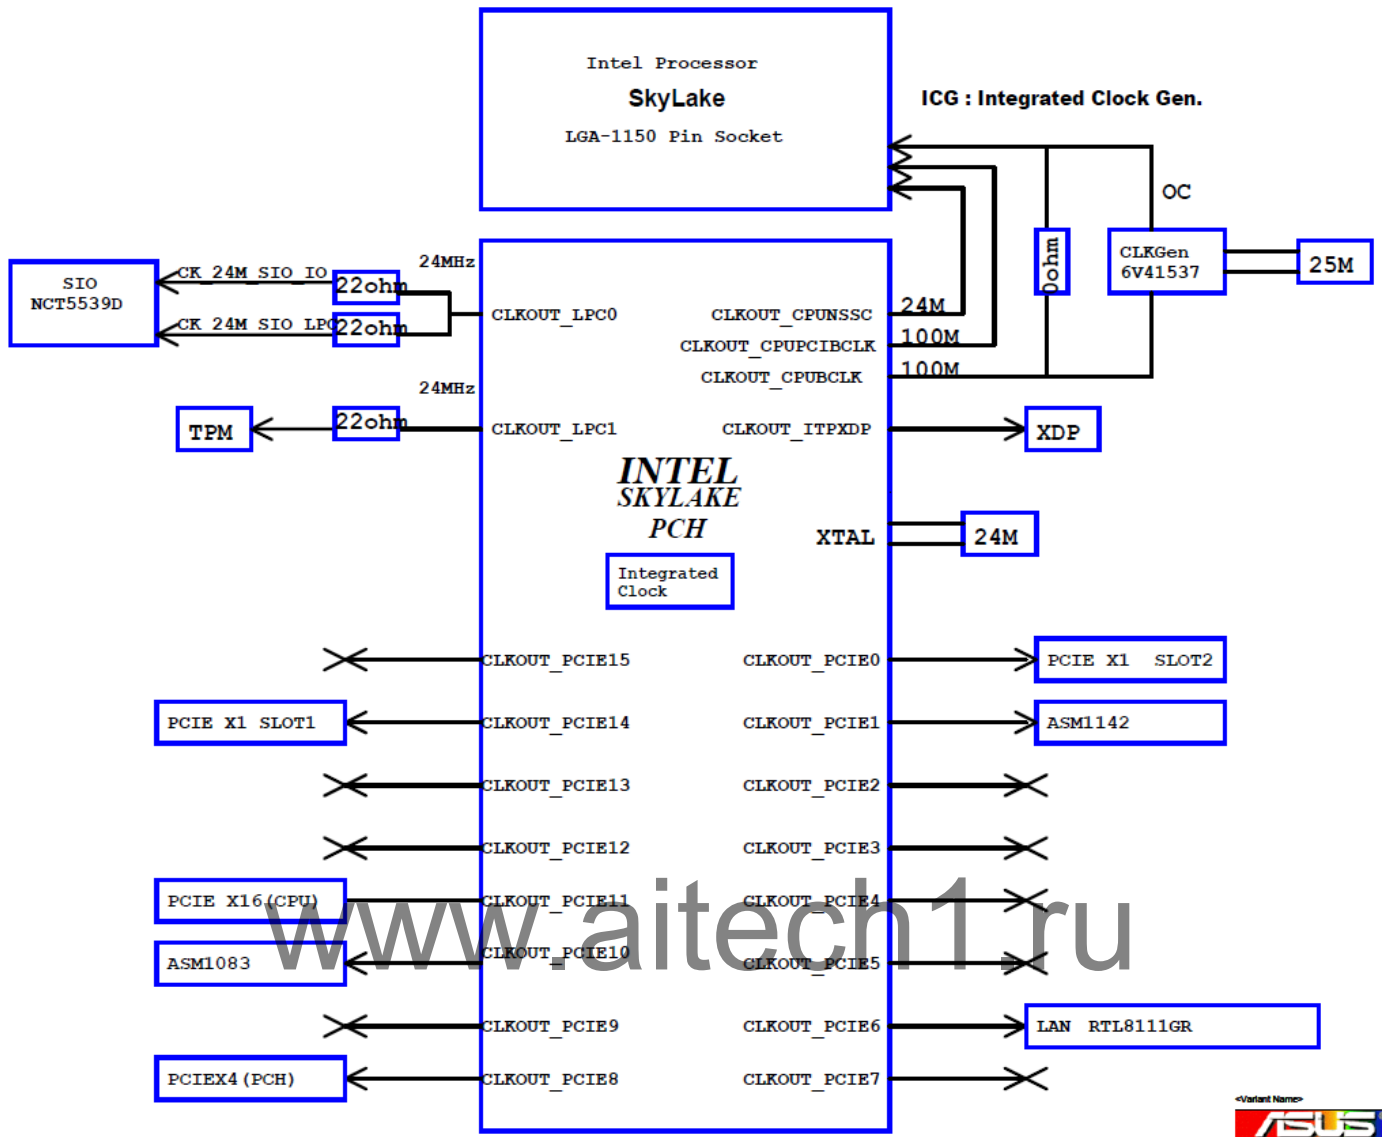 Intel Processor
SkyLake
LGA-1150 Pin Socket
ICG : Integrated Clock Gen.
OC
0ohm
CLKGen
6V41537
25M
SIO
NCT5539D
CK_24M_SIO_IO
22ohm
24MHz
CK_24M_SIO_LPC
22ohm
CLKOUT_LPC0
CLKOUT_CPUNSSC
24M
CLKOUT_CPUPCIBCLK
100M
CLKOUT_CPUBCLK
100M
24MHz
TPM
22ohm
CLKOUT_LPC1
CLKOUT_ITPXDP
XDP
INTEL
SKYLAKE
PCH
XTAL
24M
Integrated
Clock
CLKOUT_PCIE15
CLKOUT_PCIE0
PCIE X1 SLOT2
PCIE X1 SLOT1
CLKOUT_PCIE14
CLKOUT_PCIE1
ASM1142
CLKOUT_PCIE13
CLKOUT_PCIE2
CLKOUT_PCIE12
CLKOUT_PCIE3
PCIE X16(CPU)
CLKOUT_PCIE11
CLKOUT_PCIE4
www.aitech1.ru
ASM1083
CLKOUT_PCIE10
CLKOUT_PCIE5
CLKOUT_PCIE9
CLKOUT_PCIE6
LAN RTL8111GR
PCIEX4(PCH)
CLKOUT_PCIE8
CLKOUT_PCIE7
<Variant Name>
ASUS